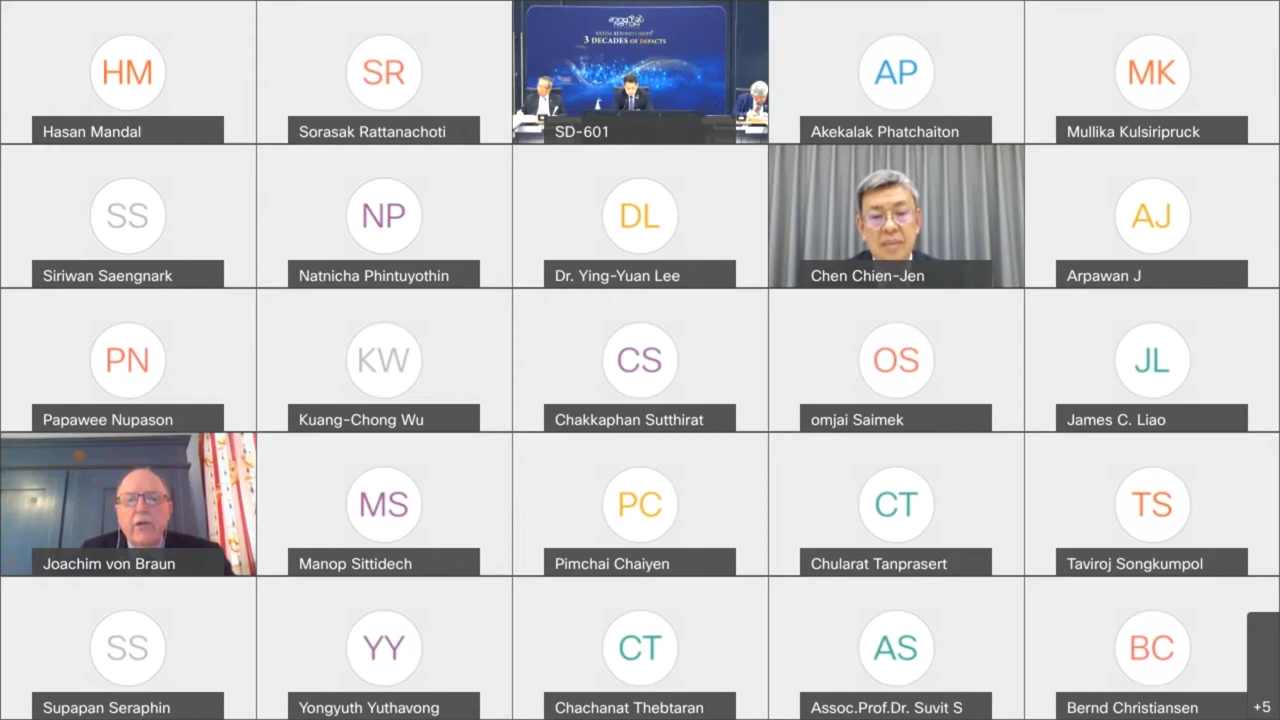 HM
Hasan Mandal
SR
Sorasak Rattanachoti
NSTDA
NSTDA BEYOND LIMITS
3 DECADES OF IMPACTS
SD-601
AP
Akekalak Phatchaiton
MK
Mullika Kulsiripruck
SS
Siriwan Saengnark
NP
Natnicha Phintuyothin
DL
Dr. Ying-Yuan Lee
Chen Chien-Jen
AJ
Arpawan J
PN
Papawee Nupason
KW
Kuang-Chong Wu
CS
Chakkaphan Sutthirat
OS
omjai Saimek
JL
James C. Liao
Joachim von Braun
MS
Manop Sittidech
PC
Pimchai Chaiyen
CT
Chularat Tanprasert
TS
Taviroj Songkumpol
SS
Supapan Seraphin
YY
Yongyuth Yuthavong
CT
Chachanat Thebtaran
AS
Assoc.Prof.Dr. Suvit S
BC
Bernd Christiansen
+5